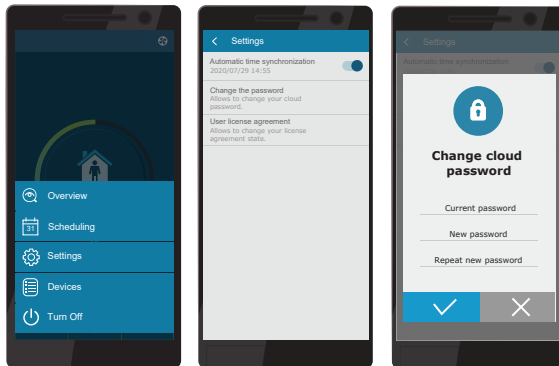 Overview
31
Scheduling
Settings
Devices
Turn Off
Settings
Automatic time synchronization
2020/07/29 14:55
Change the password
Allows to change your cloud
password.
User license agreement
Allows to change your license
agreement state.
Settings
Automatic time synchronization
Change cloud
password
Current password
New password
Repeat new password